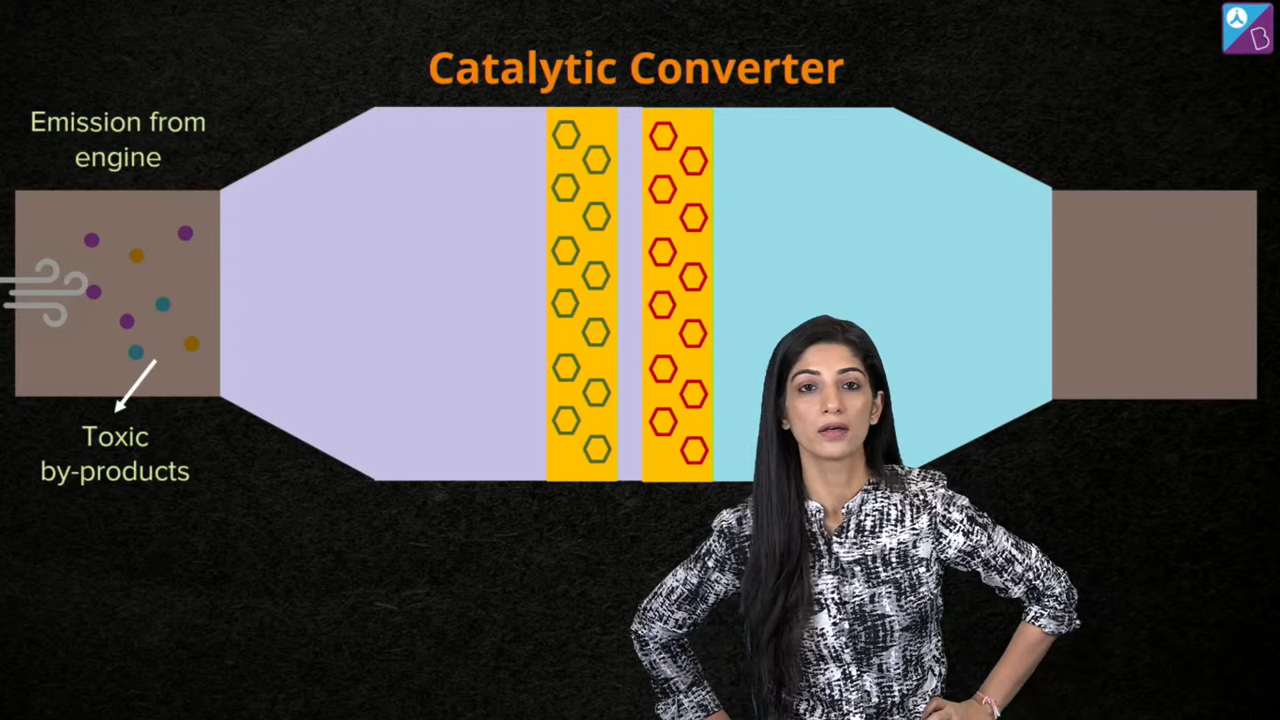 Catalytic Converter
Emission from
engine
Toxic
by-products